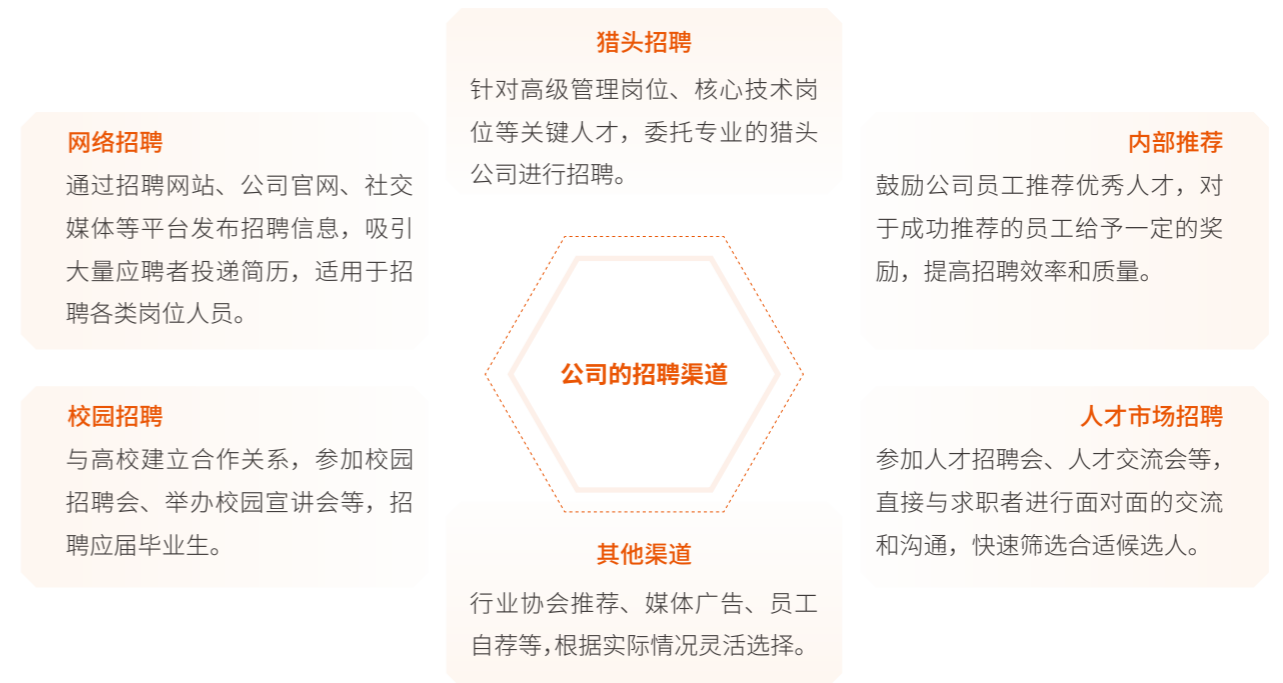 猎头招聘
针对高级管理岗位、核心技术岗
位等关键人才，委托专业的猎头
公司进行招聘。
网络招聘
通过招聘网站、公司官网、社交
媒体等平台发布招聘信息，吸引
大量应聘者投递简历，适用于招
聘各类岗位人员。
内部推荐
鼓励公司员工推荐优秀人才，对
于成功推荐的员工给予一定的奖
励，提高招聘效率和质量。
公司的招聘渠道
校园招聘
与高校建立合作关系，参加校园
招聘会、举办校园宣讲会等，招
聘应届毕业生。
人才市场招聘
参加人才招聘会、人才交流会等，
直接与求职者进行面对面的交流
和沟通，快速筛选合适候选人。
其他渠道
行业协会推荐、媒体广告、员工
自荐等，根据实际情况灵活选择。